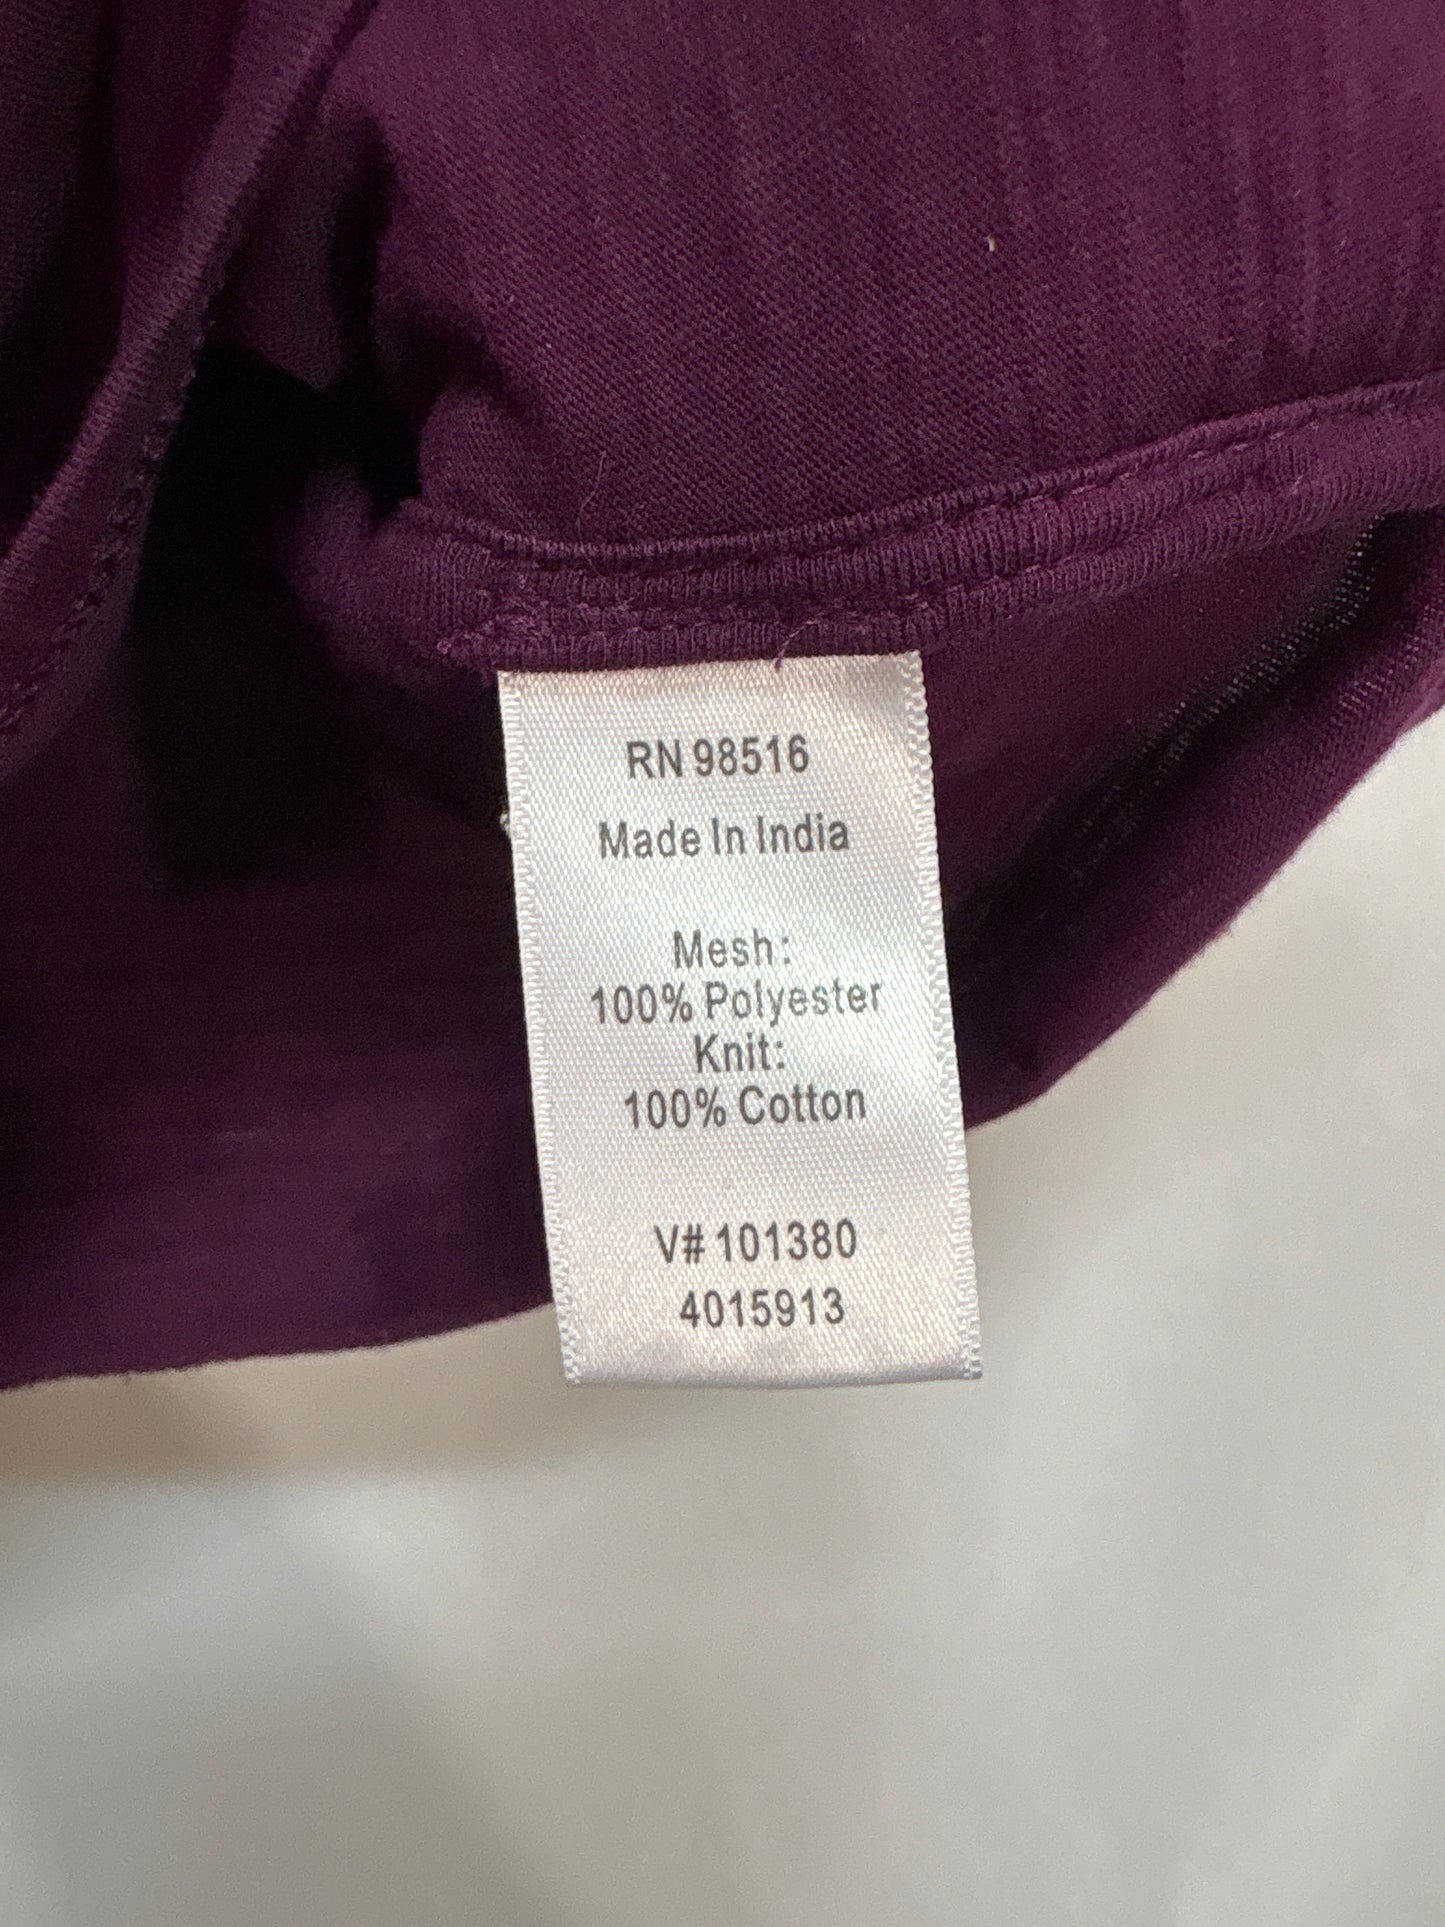 RN 98516
Made In India
Mesh:
100% Polyester
Knit:
100% Cotton
V# 101380
4015913